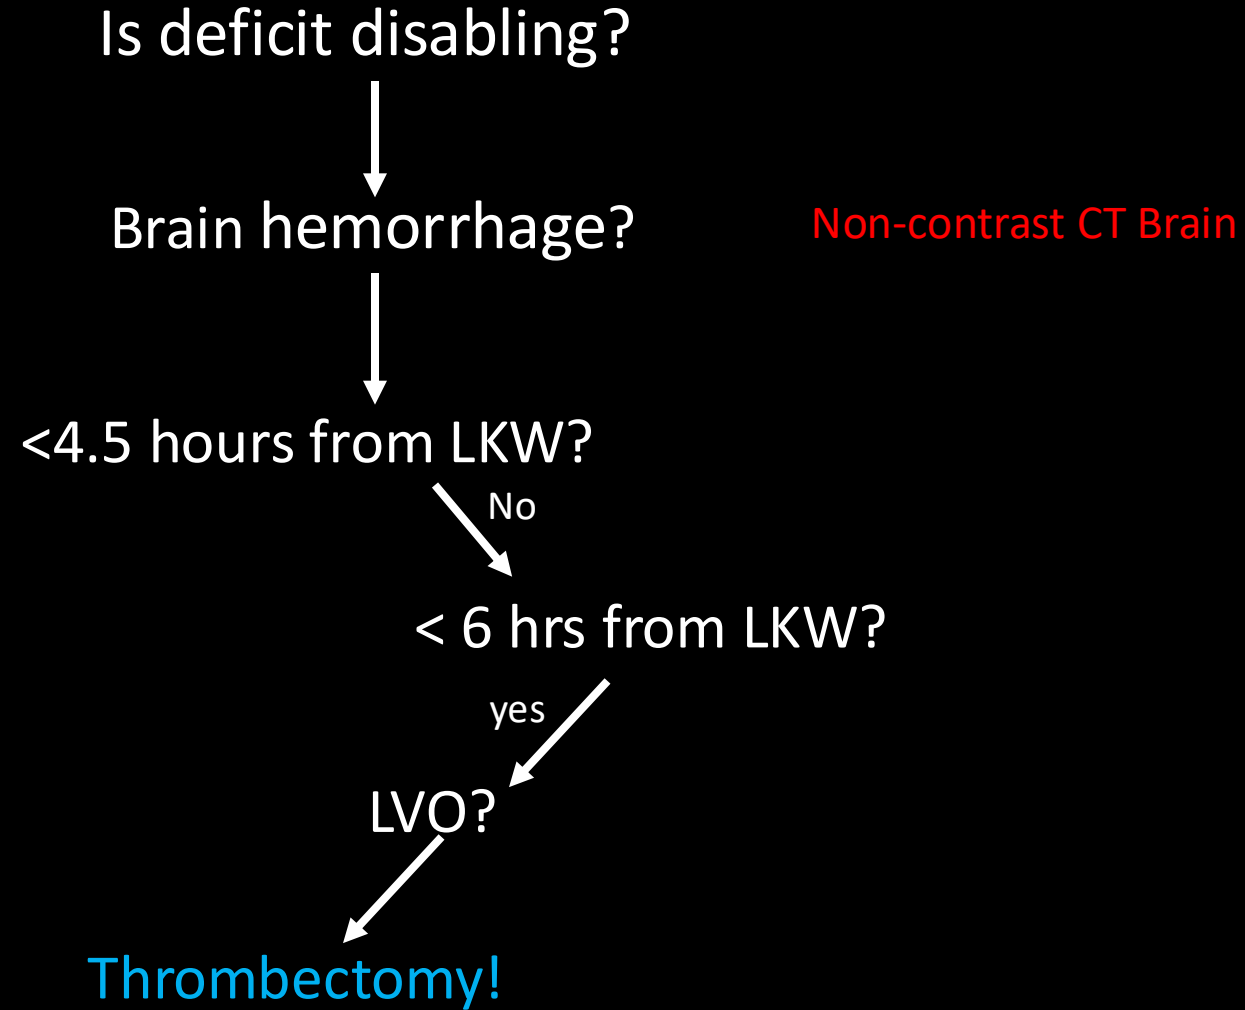 Is deficit disabling?
Brain hemorrhage?
Non-contrast CT Brain
<4.5 hours from LKW?
No
< 6 hrs from LKW?
yes
LVO?
Thrombectomy!